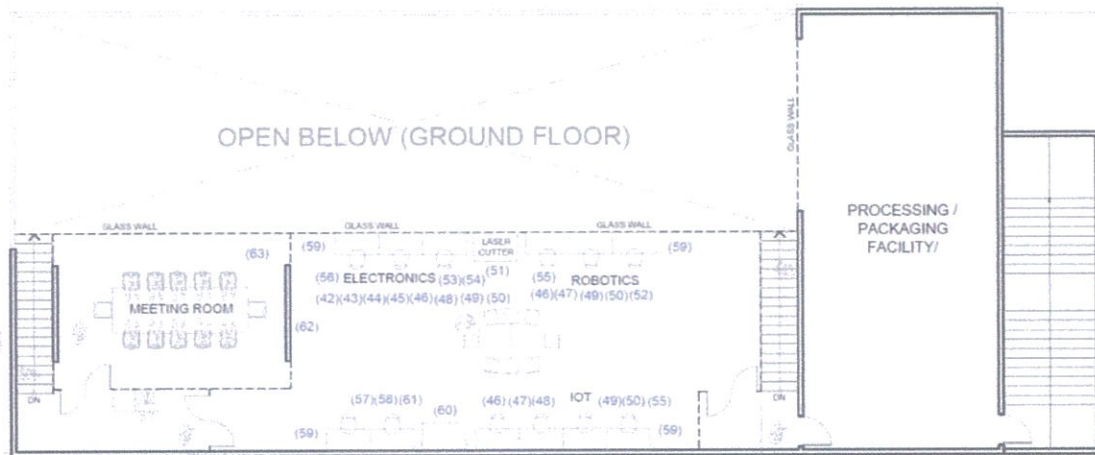 OPEN BELOW (GROUND FLOOR)
GLASS WALL
PROCESSING /
PACKAGING
FACILITY/
GLASS WALL
GLASS WALL
GLASS WALL
(63)
(59)
LASER
CUTTER
(59)
(56) ELECTRONICS (53)(54) (51)
(55) ROBOTICS
(42)(43)(44)(45)(46)(48) (49) (50)
(46)(47) (49)(50)(52)
MEETING ROOM
(62)
DN
DN
(57)(58)(61)
(60)
(46) (47)(48) IOT (49)(50) (55)
(59)
(59)